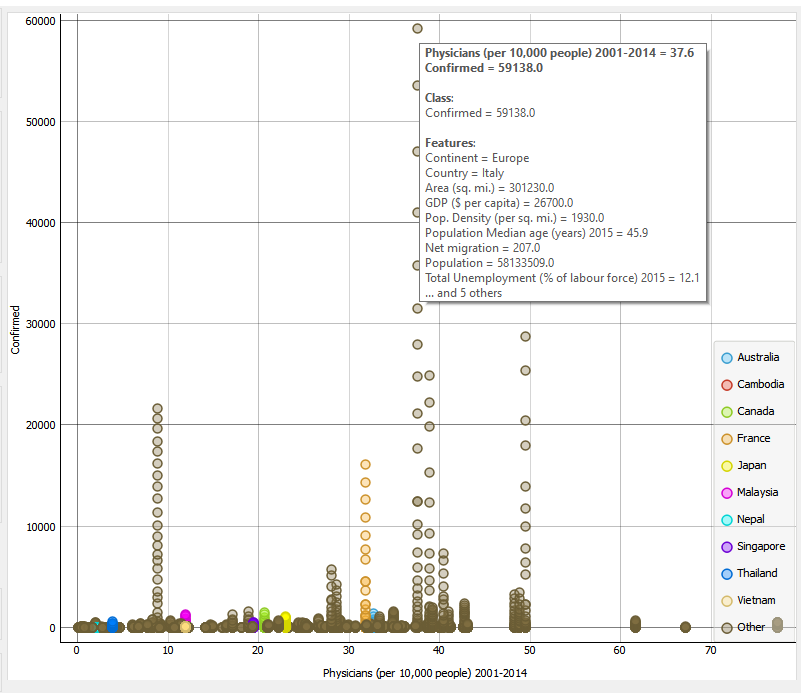 60000
50000
40000
30000
20000
10000
0
Confirmed
Physicians (per 10,000 people) 2001-2014 = 37.6
Confirmed = 59138.0
Class:
Confirmed = 59138.0
Features:
Continent = Europe
Country = Italy
Area (sq. mi.) = 301230.0
GDP ($ per capita) = 26700.0
Pop. Density (per sq. mi.) = 1930.0
Population Median age (years) 2015 = 45.9
Net migration = 207.0
Population = 58133509.0
Total Unemployment (% of labour force) 2015 = 12.1
... and 5 others
Australia
Cambodia
Canada
France
Japan
Malaysia
Nepal
Singapore
Thailand
Vietnam
Other
0 10 20 30 40 50 60 70
Physicians (per 10,000 people) 2001-2014